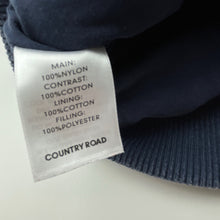 MAIN:
100%NYLON
CONTRAST:
100%COTTON
LINING:
100%COTTON
FILLING:
100%POLYESTER
COUNTRY ROAD